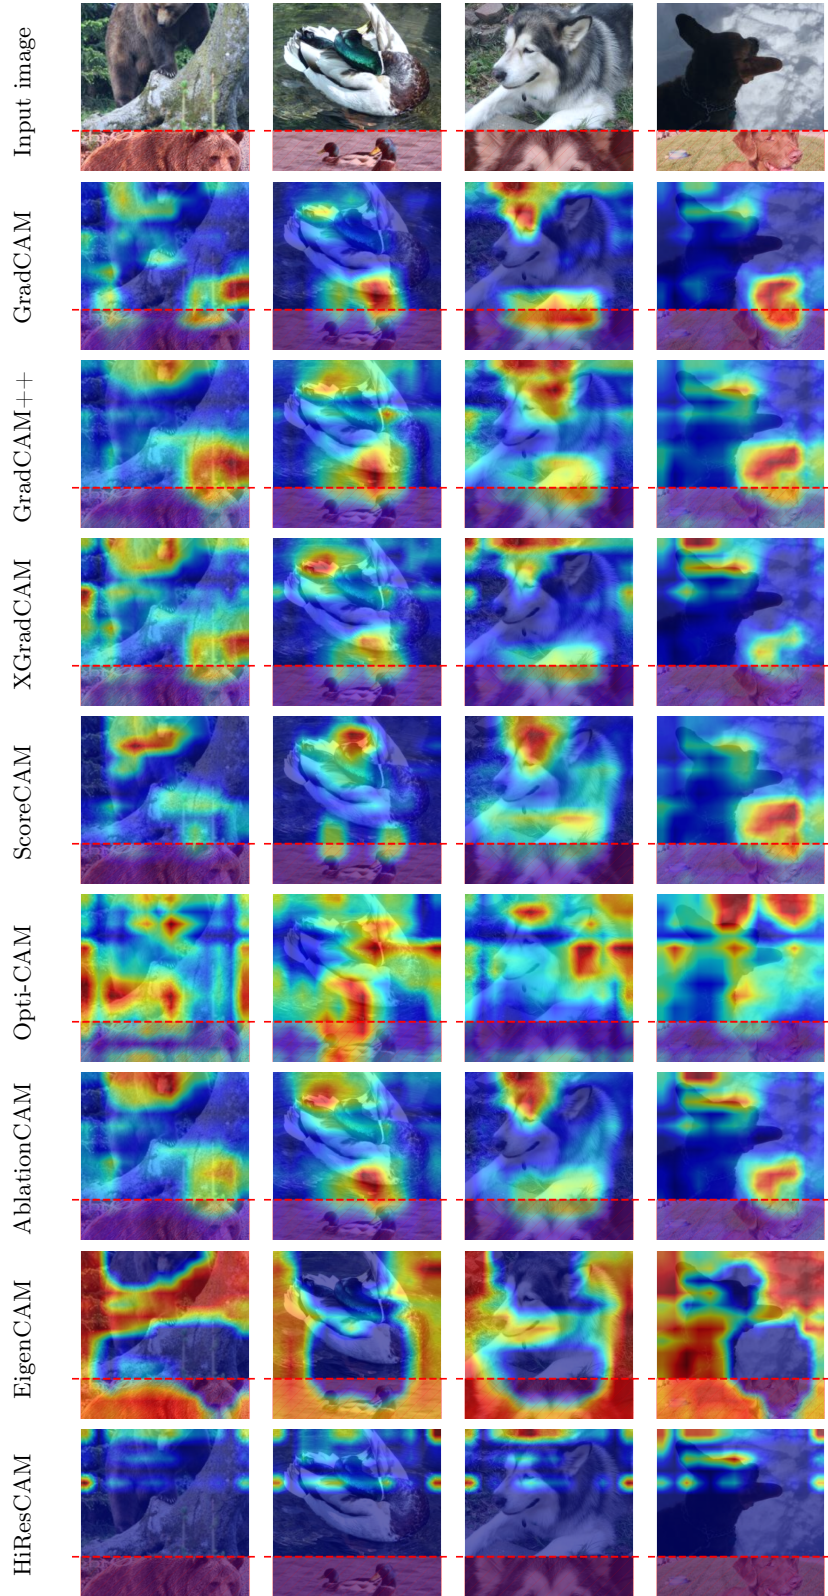 Input image
GradCAM
GradCAM++
XGradCAM
ScoreCAM
Opti-CAM
AblationCAM
EigenCAM
HiResCAM